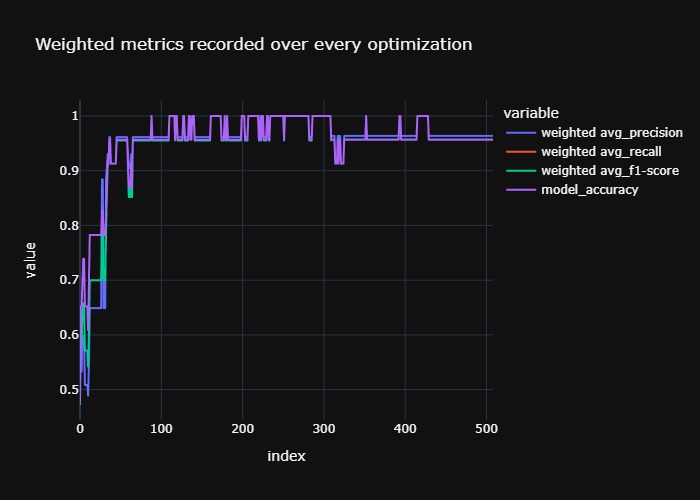 Weighted metrics recorded over every optimization
variable
weighted avg_precision
weighted avg_recall
weighted avg_f1-score
model_accuracy
1
0.9
0.8
0.7
0.6
0.5
value
0 100 200 300 400 500
index